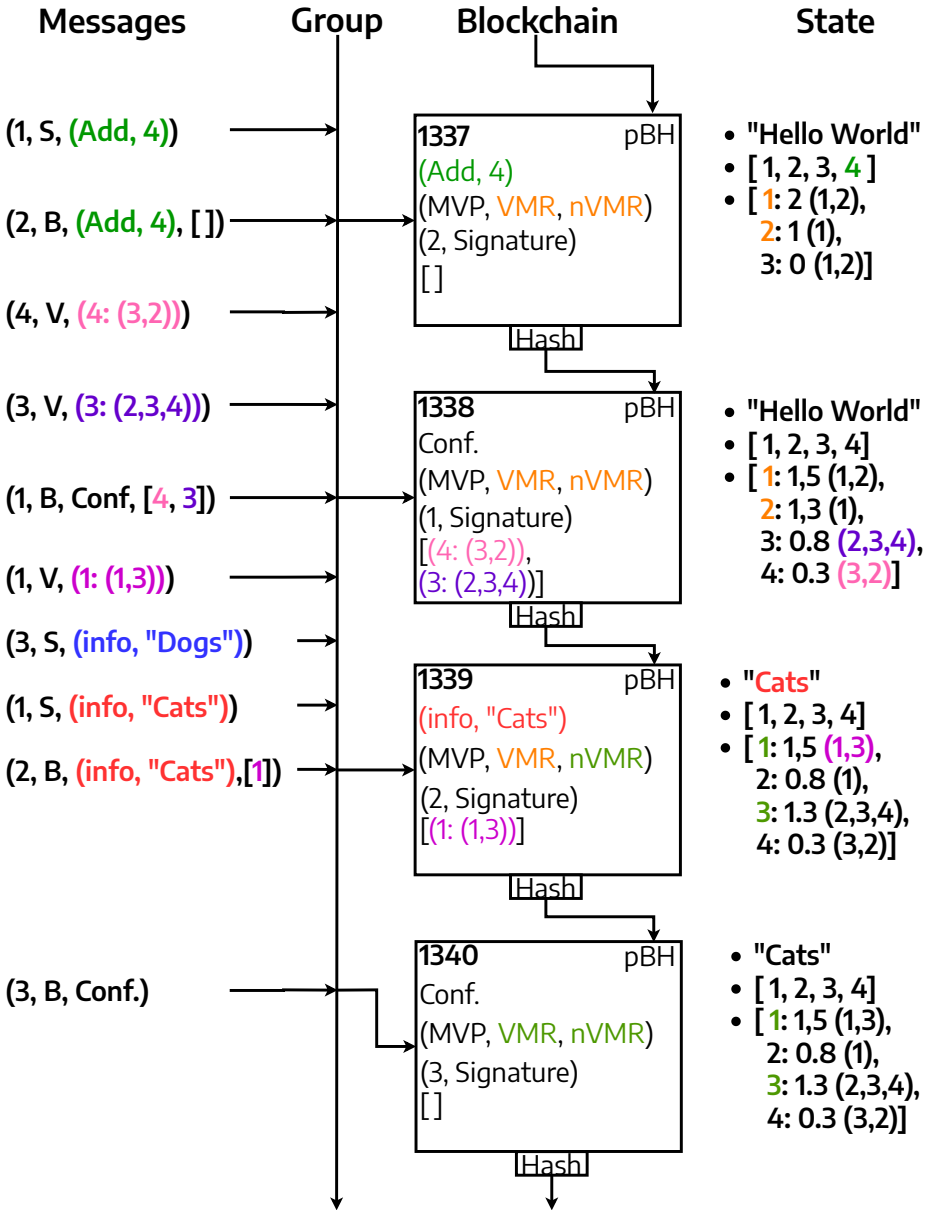 Messages
Group
Blockchain
State
(1, S, (Add, 4))
(2, B, (Add, 4), [ ])
(4, V, (4: (3,2)))
(3, V, (3: (2,3,4)))
(1, B, Conf, [4, 3])
(1, V, (1: (1,3)))
(3, S, (info, "Dogs"))
(1, S, (info, "Cats"))
(2, B, (info, "Cats"),[1])
(3, B, Conf.)
1337 pBH
(Add, 4)
(MVP, VMR, nVMR)
(2, Signature)
[ ]
Hash
1338 pBH
Conf.
(MVP, VMR, nVMR)
(1, Signature)
[(4: (3,2)),
(3: (2,3,4))]
Hash
1339 pBH
(info, "Cats")
(MVP, VMR, nVMR)
(2, Signature)
[(1: (1,3))]
Hash
1340 pBH
Conf.
(MVP, VMR, nVMR)
(3, Signature)
[ ]
Hash
• "Hello World"
• [ 1, 2, 3, 4 ]
• [ 1: 2 (1,2),
2: 1 (1),
3: 0 (1,2)]
• "Hello World"
• [ 1, 2, 3, 4]
• [ 1: 1,5 (1,2),
2: 1,3 (1),
3: 0.8 (2,3,4),
4: 0.3 (3,2)]
• "Cats"
• [ 1, 2, 3, 4]
• [ 1: 1,5 (1,3),
2: 0.8 (1),
3: 1.3 (2,3,4),
4: 0.3 (3,2)]
• "Cats"
• [ 1, 2, 3, 4]
• [ 1: 1,5 (1,3),
2: 0.8 (1),
3: 1.3 (2,3,4),
4: 0.3 (3,2)]